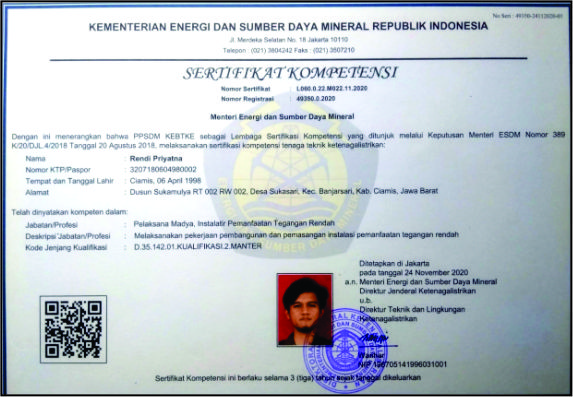 No Seri : 49350-24112020-01
KEMENTERIAN ENERGI DAN SUMBER DAYA MINERAL REPUBLIK INDONESIA
Jl. Merdeka Selatan No. 18 Jakarta 10110
Telepon : (021) 3804242 Faks : (021) 3507210
SERTIFIKAT KOMPETENSI
Nomor Sertifikat : L060.0.22.M022.11.2020
Nomor Registrasi : 49350.0.2020
Menteri Energi dan Sumber Daya Mineral
Dengan ini menerangkan bahwa PPSDM KEBTKE sebagai Lembaga Sertifikasi Kompetensi yang ditunjuk melalui Keputusan Menteri ESDM Nomor 389
K/20/DJL.4/2018 Tanggal 20 Agustus 2018, melaksanakan sertifikasi kompetensi tenaga teknik ketenagalistrikan:
Nama : Rendi Priyatna
Nomor KTP/Paspor : 3207180604980002
Tempat dan Tanggal Lahir : Ciamis, 06 April 1998
Alamat : Dusun Sukamulya RT 002 RW 002, Desa Sukasari, Kec. Banjarsari, Kab. Ciamis, Jawa Barat
Telah dinyatakan kompeten dalam:
Jabatan/Profesi : Pelaksana Madya, Instalatir Pemanfaatan Tegangan Rendah
Deskripsi Jabatan/Profesi : Melaksanakan pekerjaan pembangunan dan pemasangan instalasi pemanfaatan tegangan rendah
Kode Jenjang Kualifikasi : D.35.142.01.KUALIFIKASI.2.MANTER
Ditetapkan di Jakarta
pada tanggal 24 November 2020
a.n. Menteri Energi dan Sumber Daya Mineral
Direktur Jenderal Ketenagalistrikan
u.b.
Direktur Teknik dan Lingkungan
Ketenagalistrikan
Wanhar
NIP 196705141996031001
Sertifikat Kompetensi ini berlaku selama 3 (tiga) tahun sejak tanggal dikeluarkan